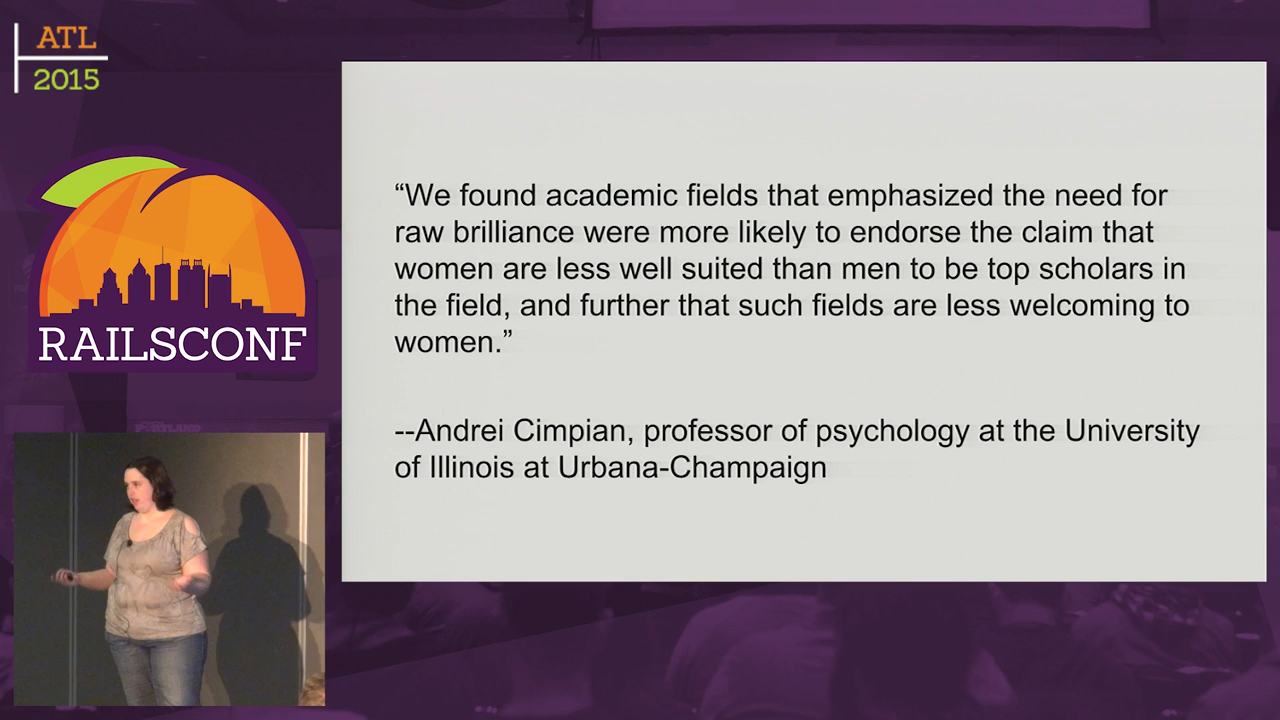 ATL
2015
RAILSCONF
“We found academic fields that emphasized the need for
raw brilliance were more likely to endorse the claim that
women are less well suited than men to be top scholars in
the field, and further that such fields are less welcoming to
women.”
--Andrei Cimpian, professor of psychology at the University
of Illinois at Urbana-Champaign